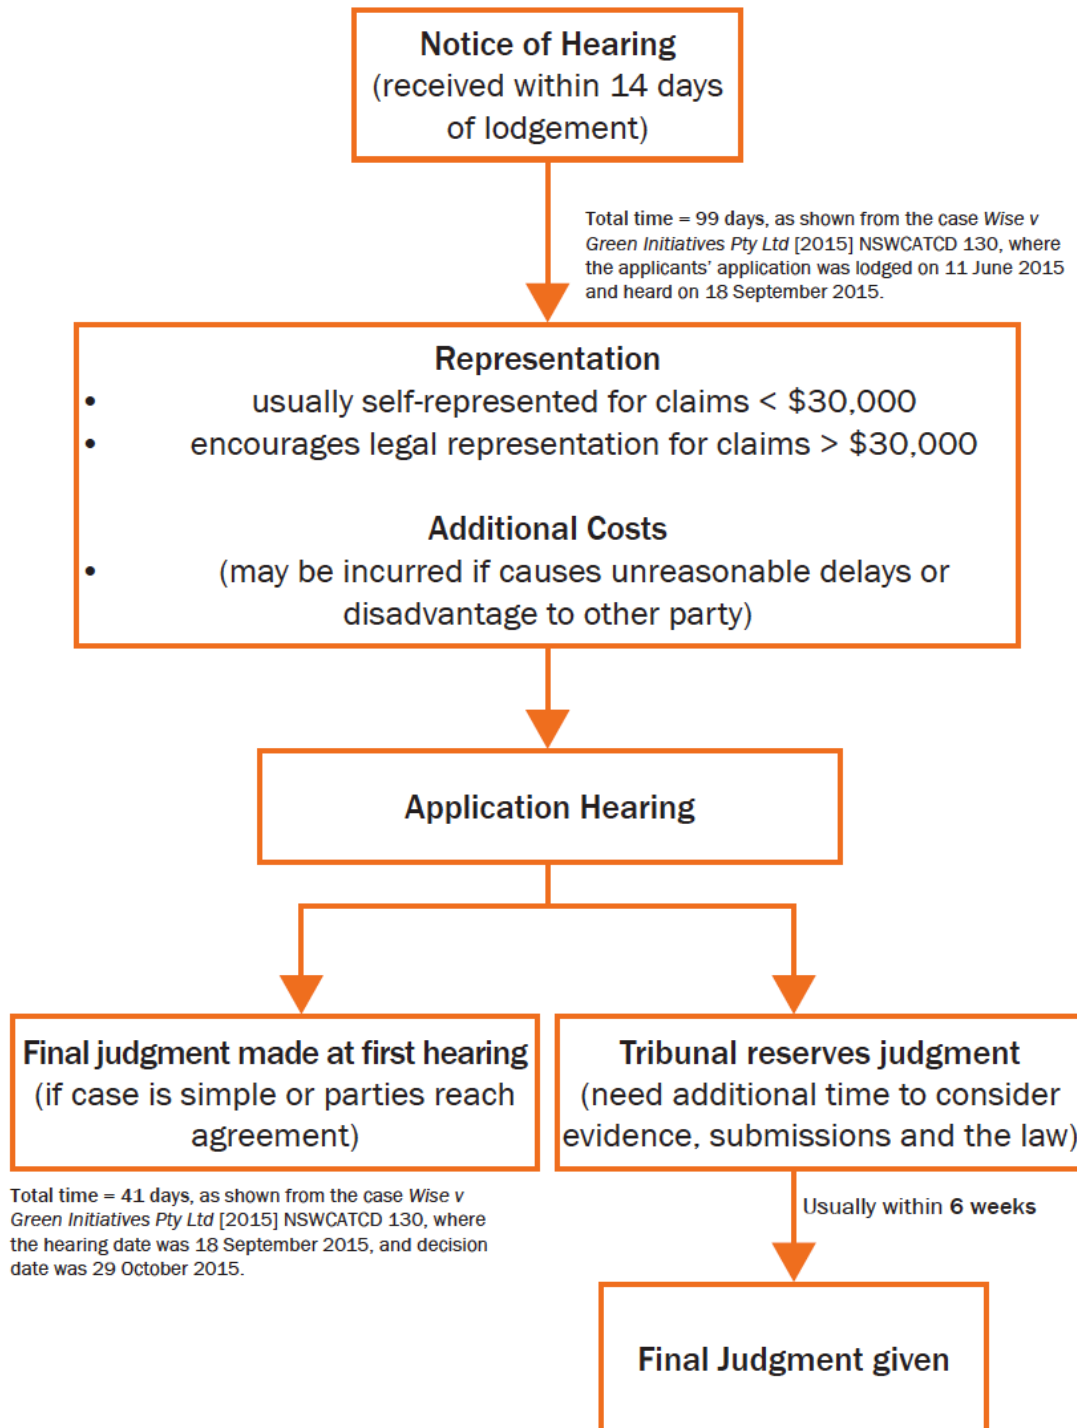 Notice of Hearing
(received within 14 days
of lodgement)
Total time = 99 days, as shown from the case Wise v
Green Initiatives Pty Ltd [2015] NSWCATCD 130, where
the applicants' application was lodged on 11 June 2015
and heard on 18 September 2015.
Representation
• usually self-represented for claims < $30,000
• encourages legal representation for claims > $30,000
Additional Costs
• (may be incurred if causes unreasonable delays or
disadvantage to other party)
Application Hearing
Final judgment made at first hearing
(if case is simple or parties reach
agreement)
Total time = 41 days, as shown from the case Wise v
Green Initiatives Pty Ltd [2015] NSWCATCD 130, where
the hearing date was 18 September 2015, and decision
date was 29 October 2015.
Tribunal reserves judgment
(need additional time to consider
evidence, submissions and the law)
Usually within 6 weeks
Final Judgment given